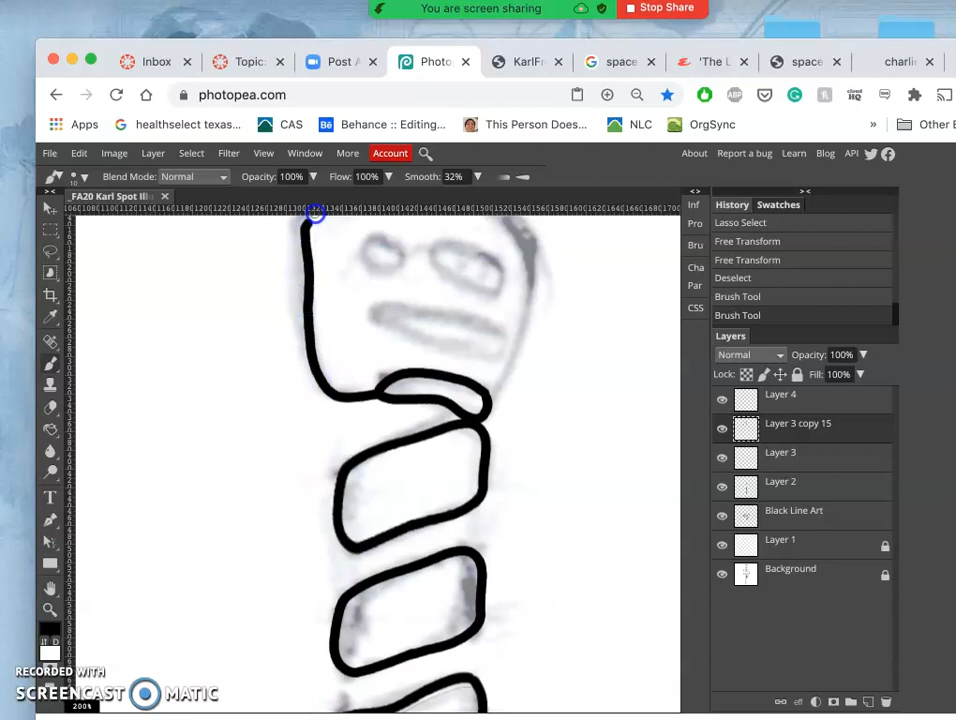 You are screen sharing Stop Share
Inbox Topic: Post A Photo KarlFr space 'The L space charlie
photopea.com
Apps healthselect texas... CAS Behance :: Editing... This Person Does... NLC OrgSync » Other
File Edit Image Layer Select Filter View Window More Account About Report a bug Learn Blog API
10 Blend Mode: Normal Opacity: 100% Flow: 100% Smooth: 32%
_FA20 Karl Spot Ill
Inf
Pro
Bru
Cha
Par
CSS
History Swatches
Lasso Select
Free Transform
Free Transform
Deselect
Brush Tool
Brush Tool
Layers
Normal Opacity: 100%
Lock: Fill: 100%
Layer 4
Layer 3 copy 15
Layer 3
Layer 2
Black Line Art
Layer 1
Background
RECORDED WITH
SCREENCAST MATIC
200%